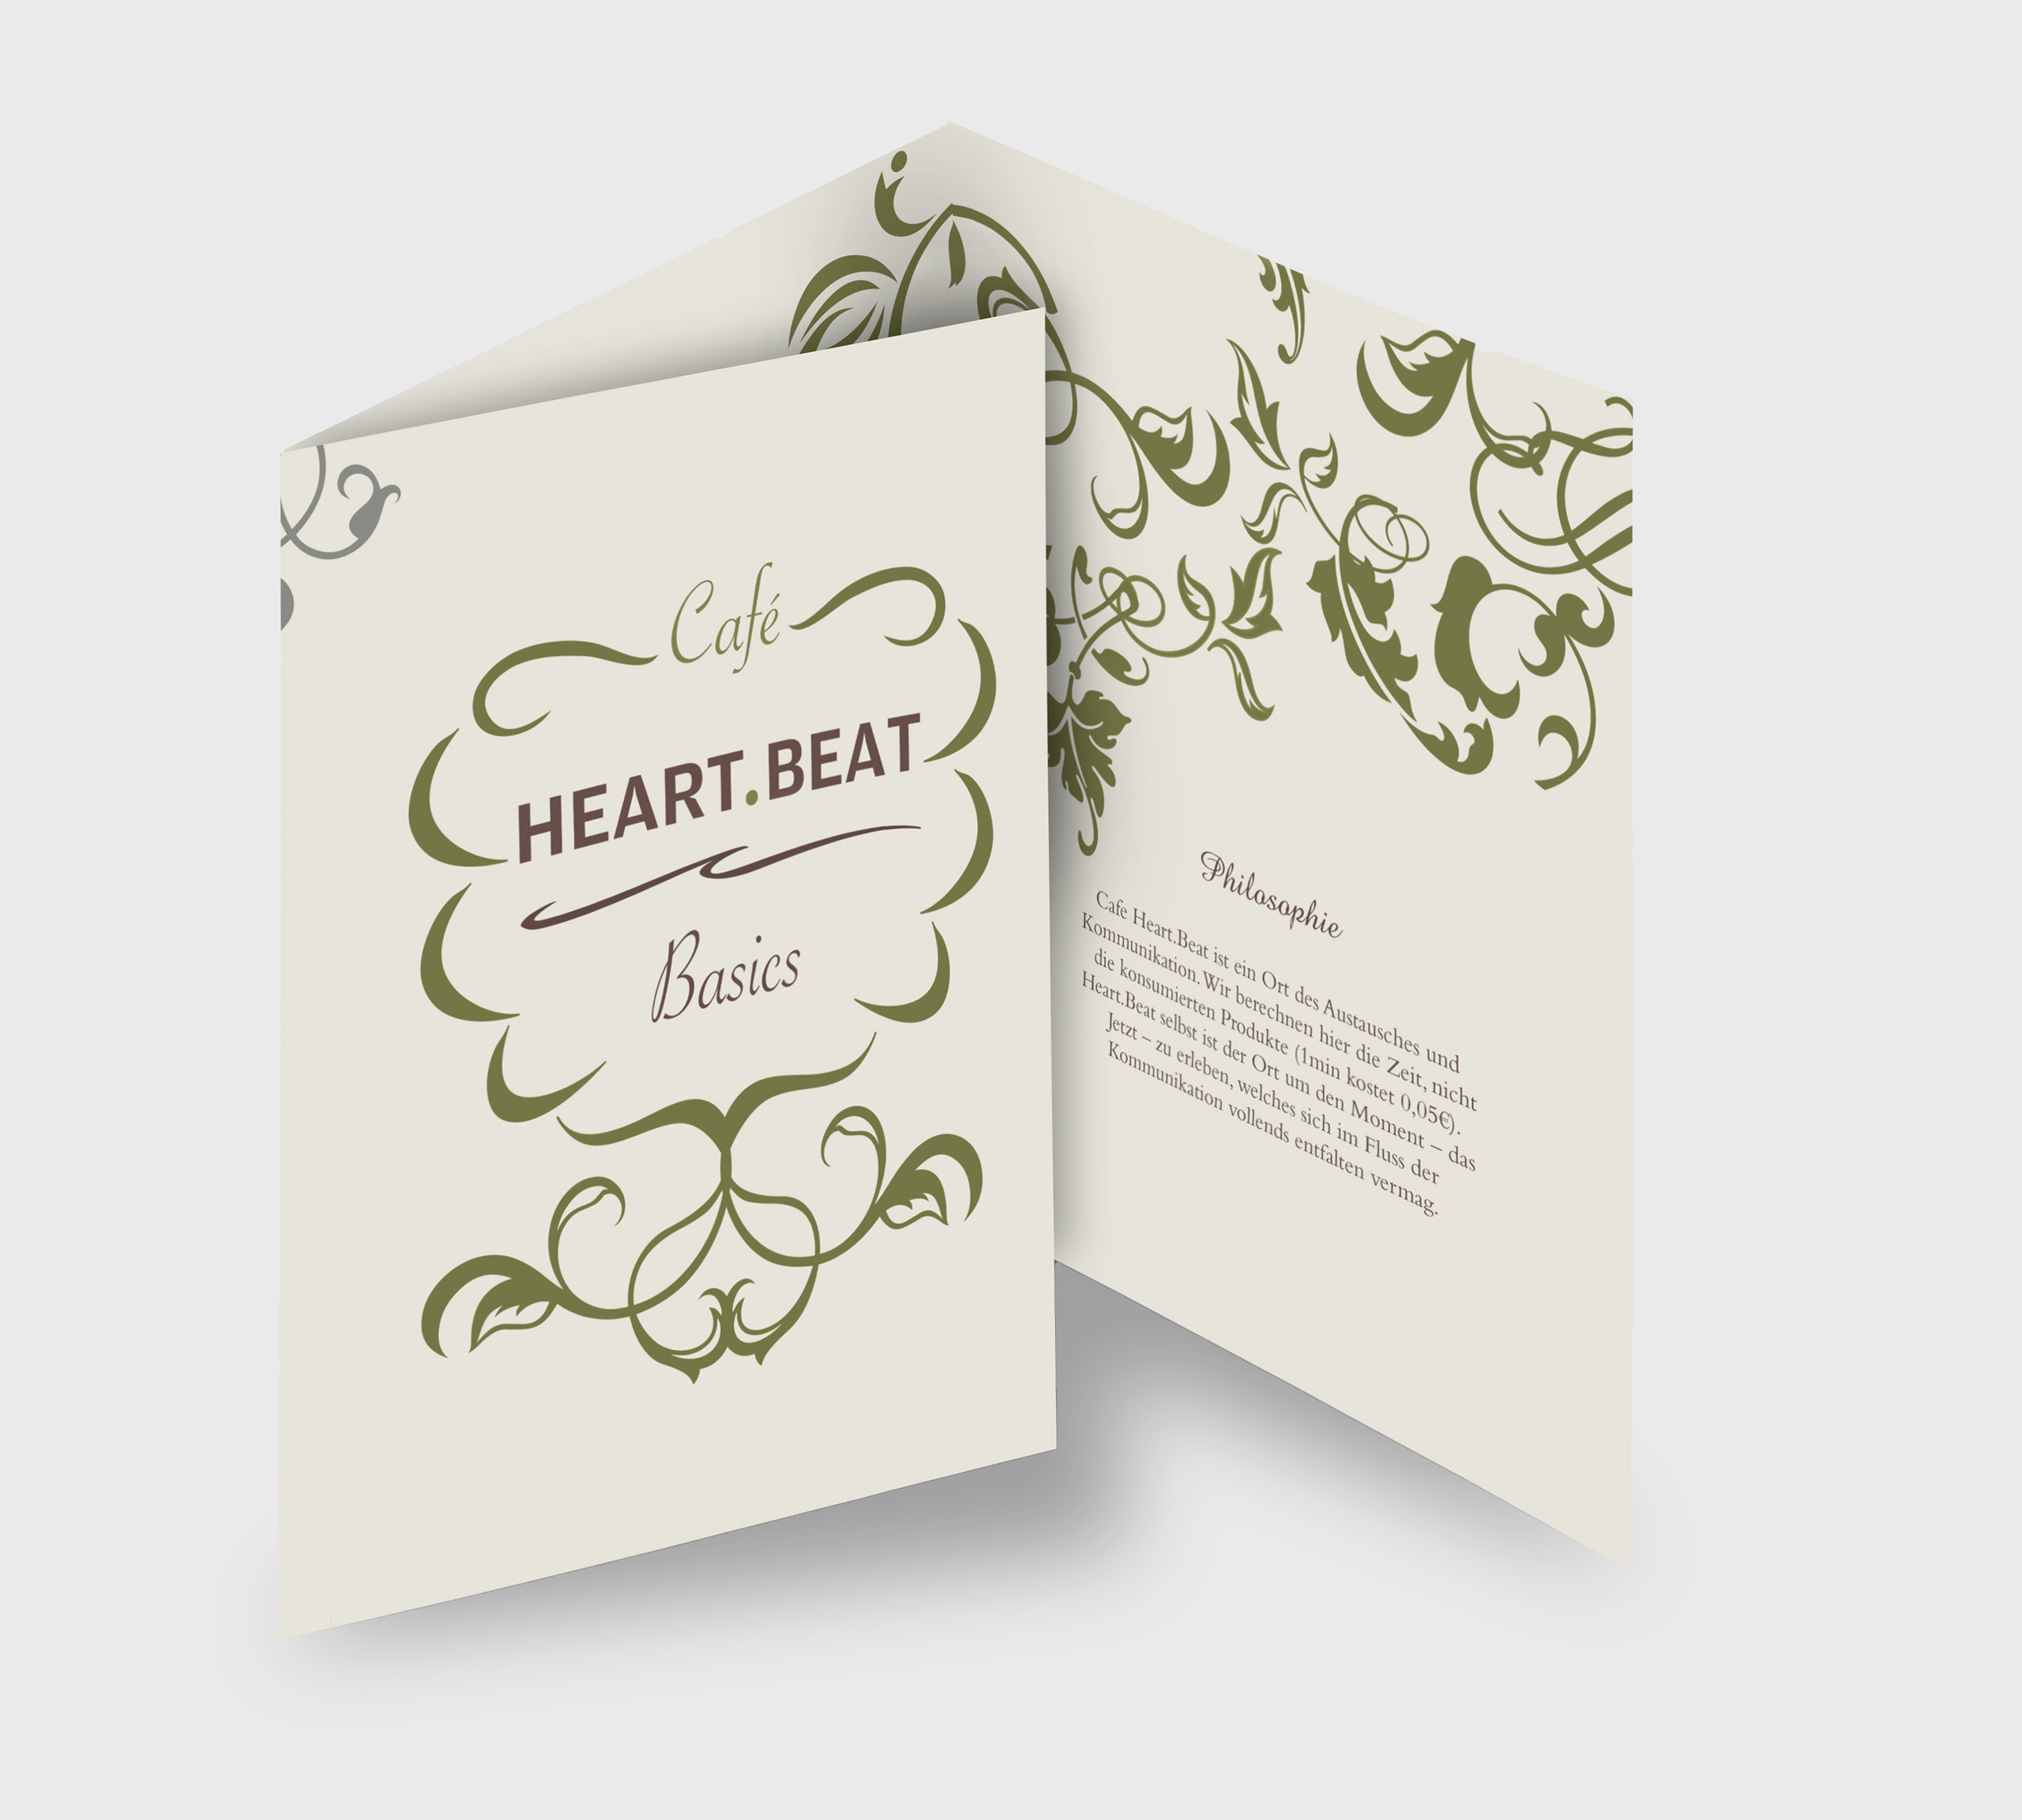 Café
HEART.BEAT
Basics
Philosophie
Cafe Heart.Beat ist ein Ort des Austausches und
Kommunikation. Wir berechnen hier die Zeit, nicht
die konsumierten Produkte (1min kostet 0,05€).
Heart.Beat selbst ist der Ort um den Moment – das
Jetzt – zu erleben, welches sich im Fluss der
Kommunikation vollends entfalten vermag.